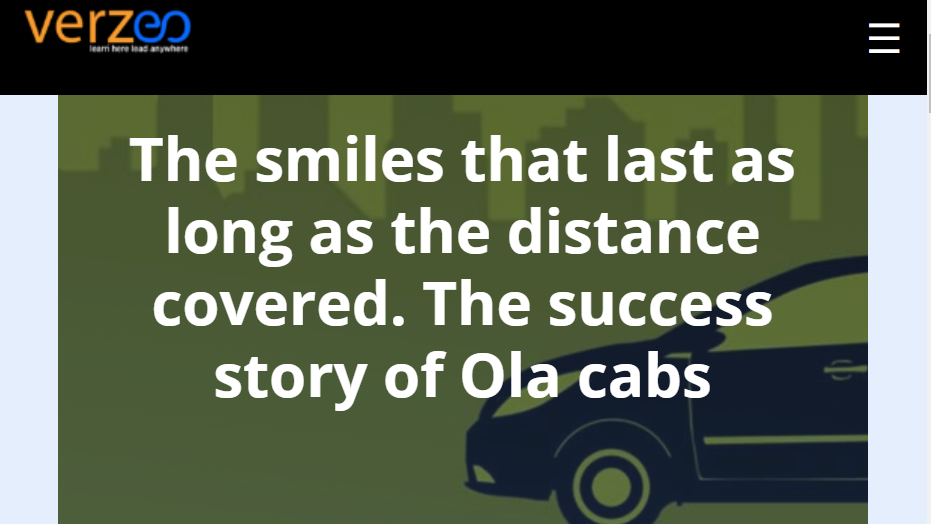 verzeo
learn here lead anywhere
The smiles that last as
long as the distance
covered. The success
story of Ola cabs